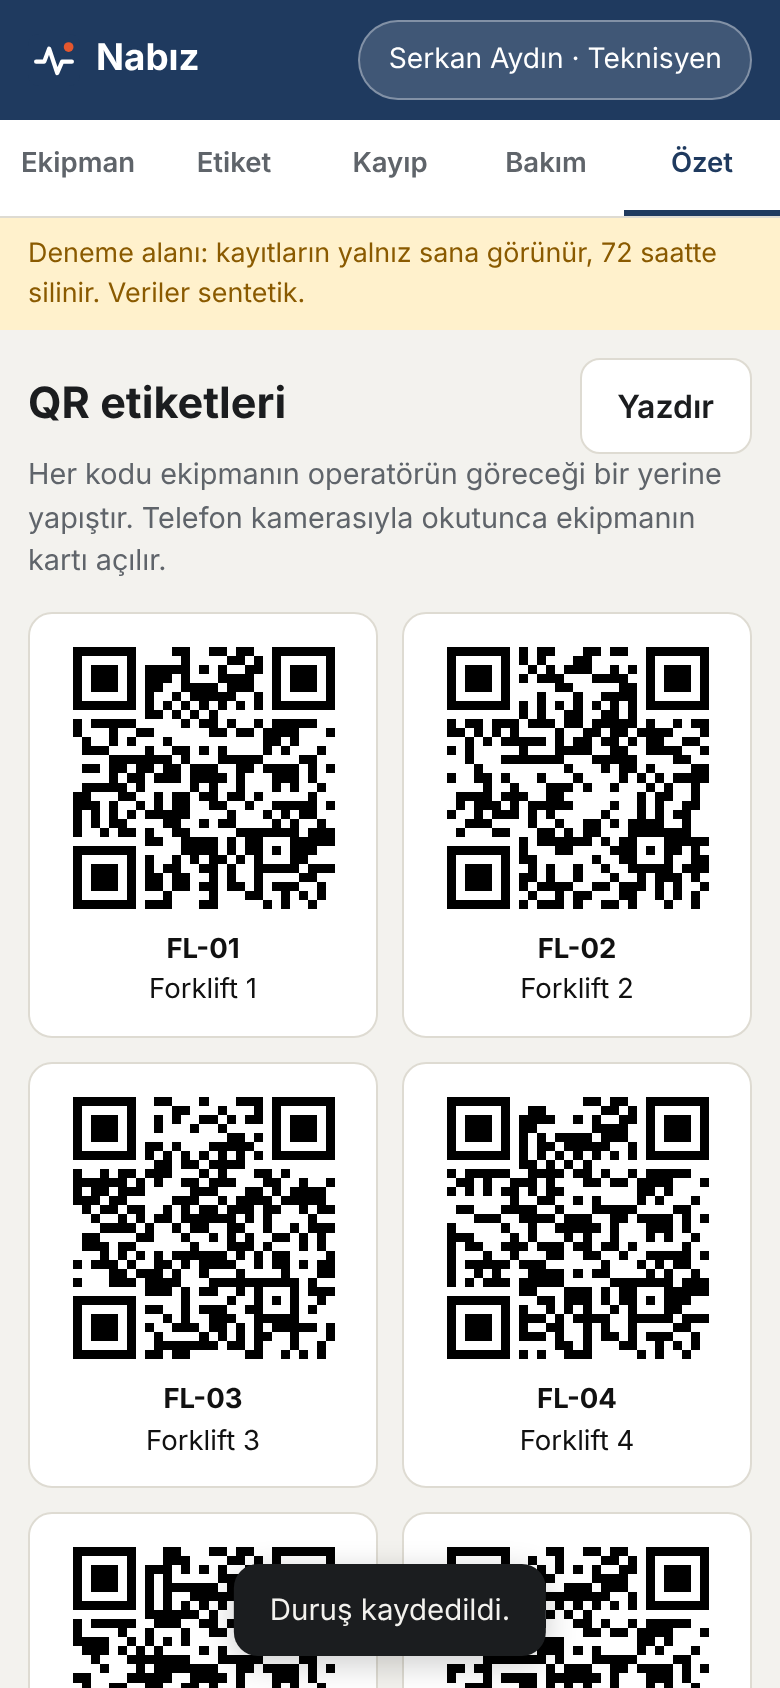 Nabız
Serkan Aydın · Teknisyen
Ekipman
Etiket
Kayıp
Bakım
Özet
Deneme alanı: kayıtların yalnız sana görünür, 72 saatte
silinir. Veriler sentetik.
QR etiketleri
Yazdır
Her kodu ekipmanın operatörün göreceği bir yerine
yapıştır. Telefon kamerasıyla okutunca ekipmanın
kartı açılır.
FL-01
Forklift 1
FL-02
Forklift 2
FL-03
Forklift 3
FL-04
Forklift 4
Duruş kaydedildi.